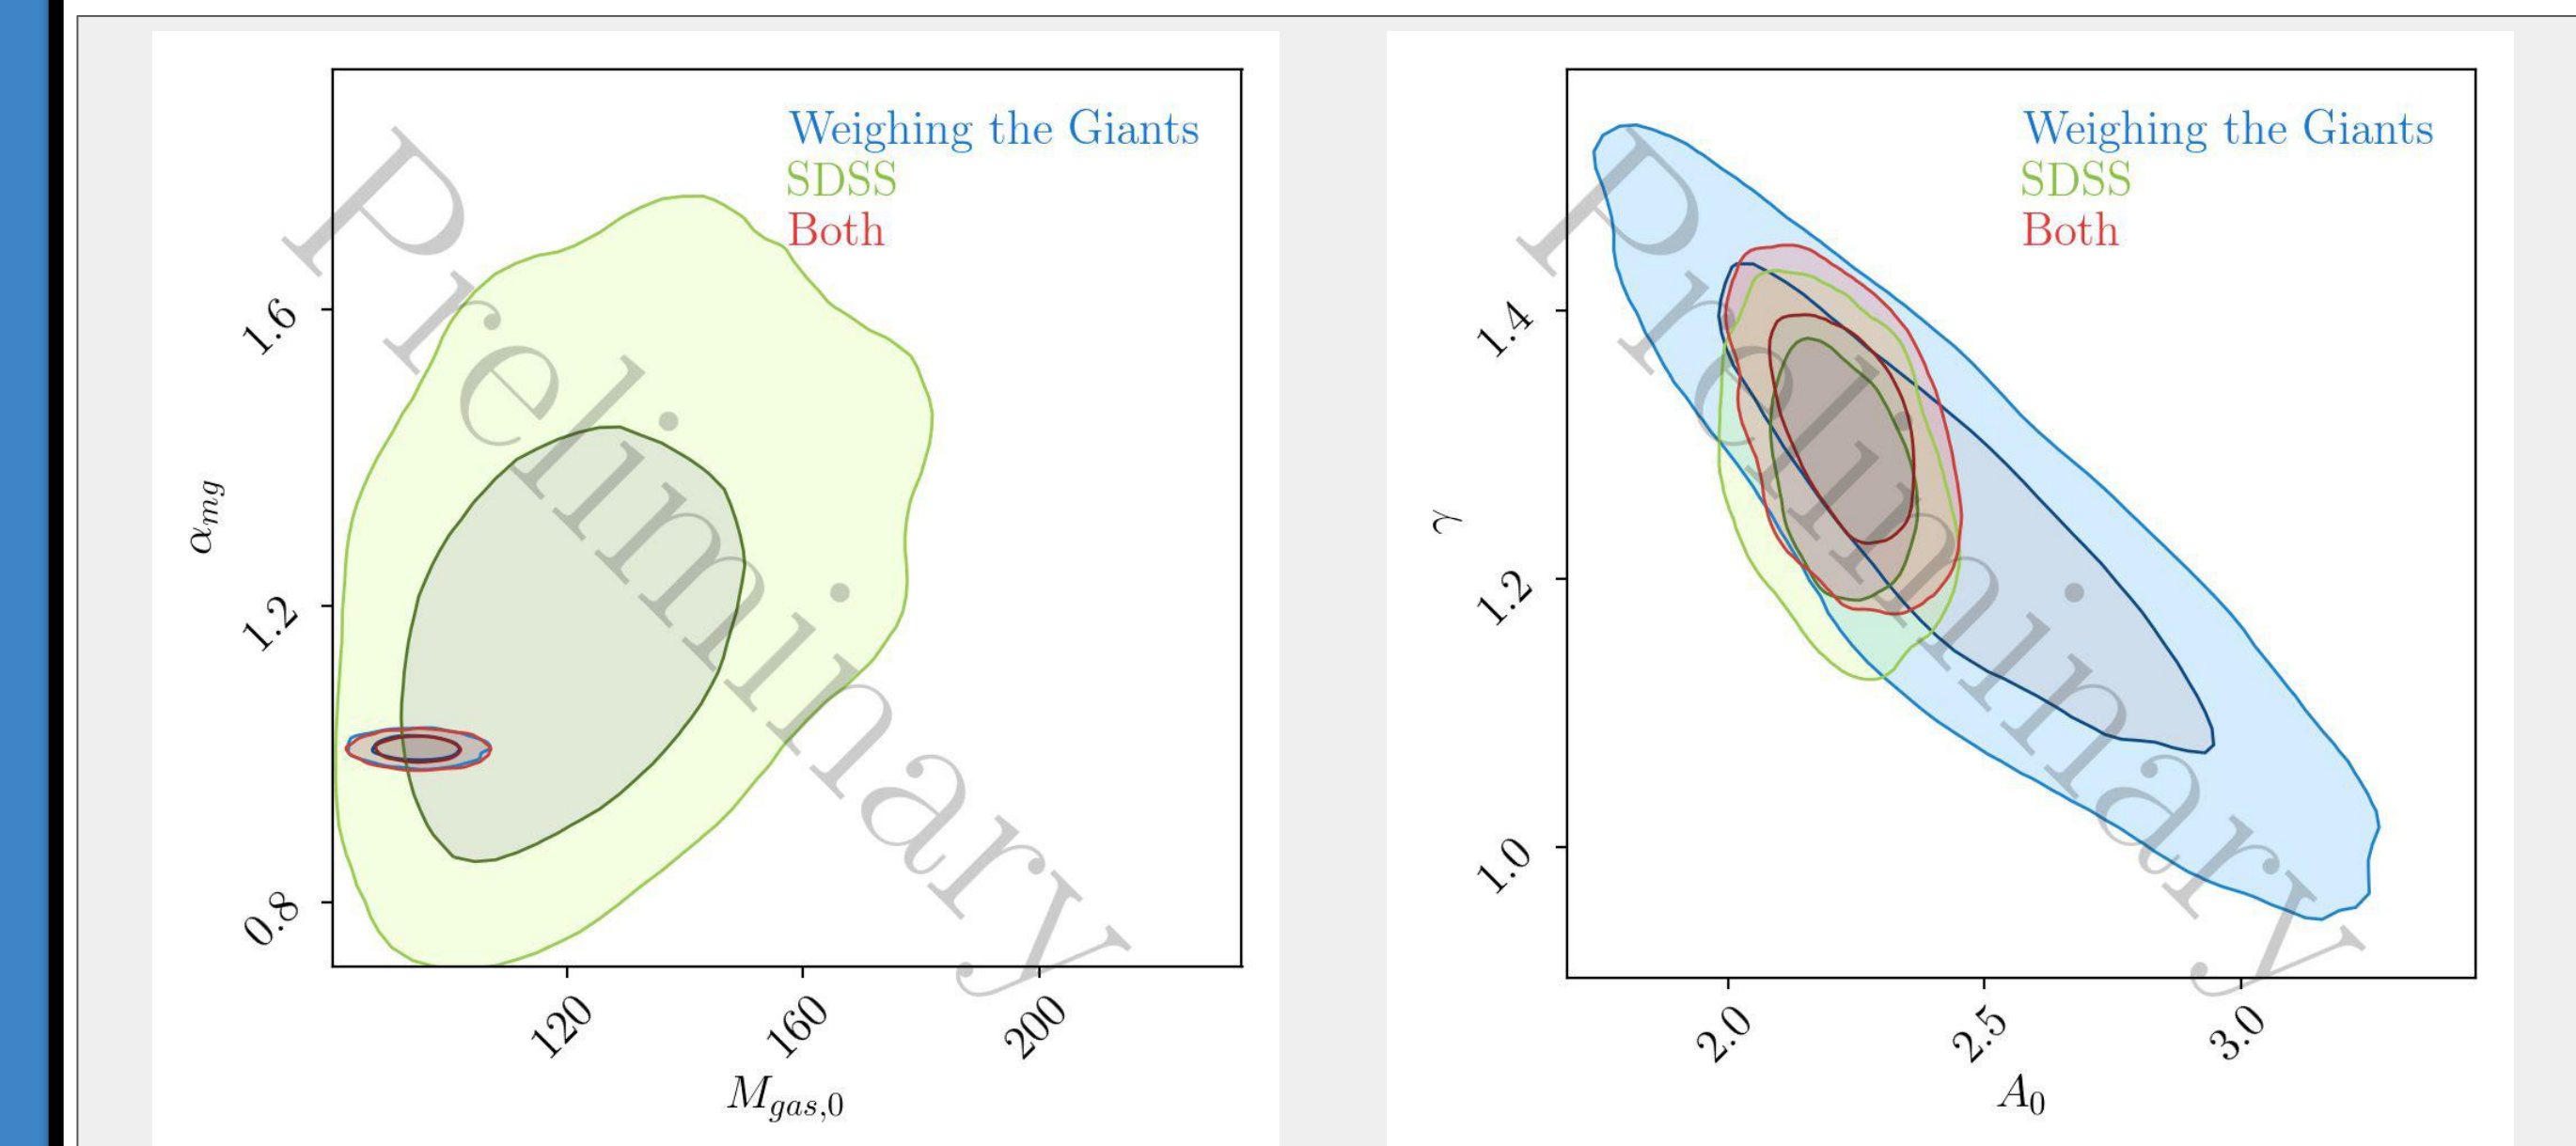 Weighing the Giants
SDSS
Both
Preliminary
1.6
1.2
0.8
α_mg
120
160
200
M_gas,0
Weighing the Giants
SDSS
Both
Preliminary
1.4
1.2
1.0
γ
2.0
2.5
3.0
A_0